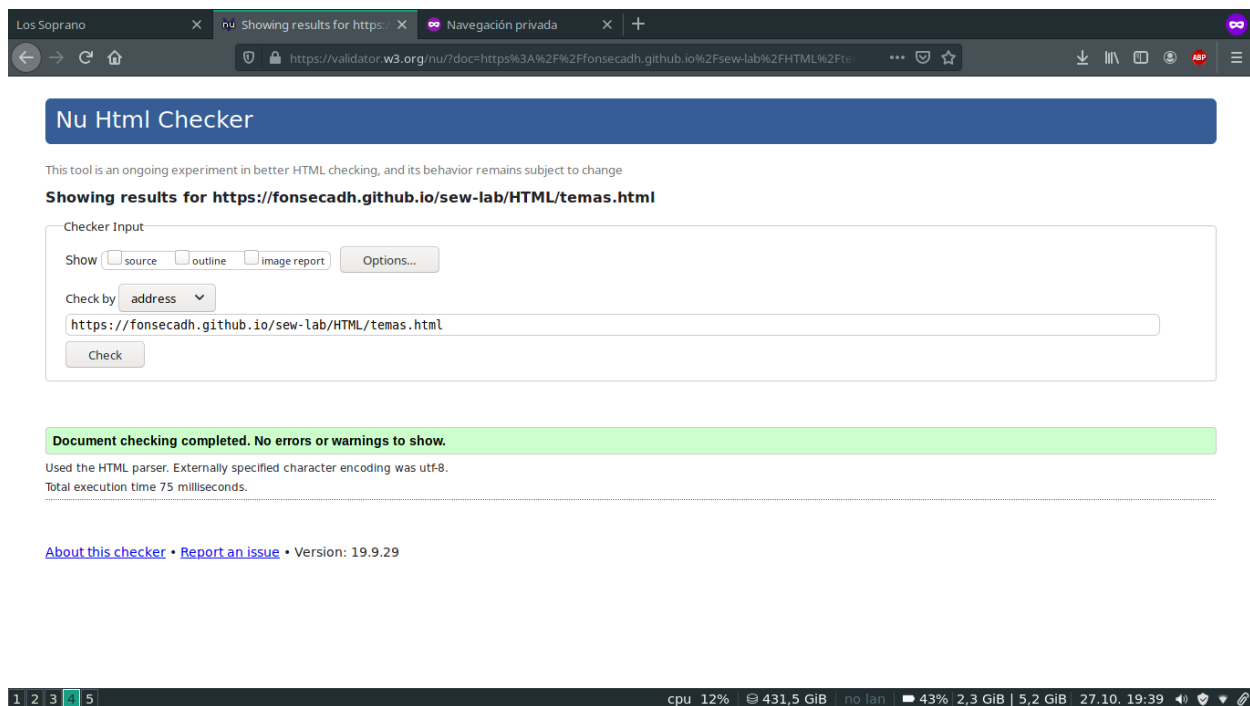 Los Soprano
nu Showing results for https:/
Navegación privada
https://validator.w3.org/nu/?doc=https%3A%2F%2Ffonsecadh.github.io%2Fsew-lab%2FHTML%2Fte
ABP
Nu Html Checker
This tool is an ongoing experiment in better HTML checking, and its behavior remains subject to change
Showing results for https://fonsecadh.github.io/sew-lab/HTML/temas.html
Checker Input
Show source outline image report Options...
Check by address
https://fonsecadh.github.io/sew-lab/HTML/temas.html
Check
Document checking completed. No errors or warnings to show.
Used the HTML parser. Externally specified character encoding was utf-8.
Total execution time 75 milliseconds.
About this checker • Report an issue • Version: 19.9.29
1 2 3 4 5 cpu 12% 431,5 GiB no lan 43% 2,3 GiB | 5,2 GiB 27.10. 19:39